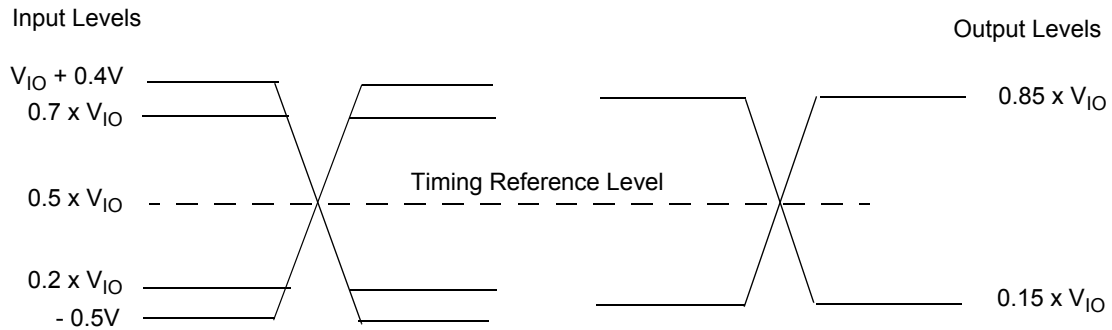 Input Levels
Output Levels
V_IO + 0.4V
0.7 x V_IO
0.85 x V_IO
0.5 x V_IO
Timing Reference Level
0.2 x V_IO
- 0.5V
0.15 x V_IO